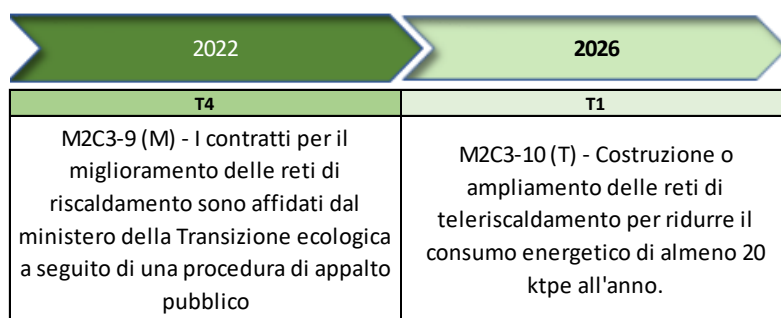 2022
2026
T4
T1
M2C3-9 (M) - I contratti per il
miglioramento delle reti di
riscaldamento sono affidati dal
ministero della Transizione ecologica
a seguito di una procedura di appalto
pubblico
M2C3-10 (T) - Costruzione o
ampliamento delle reti di
teleriscaldamento per ridurre il
consumo energetico di almeno 20
ktpe all'anno.